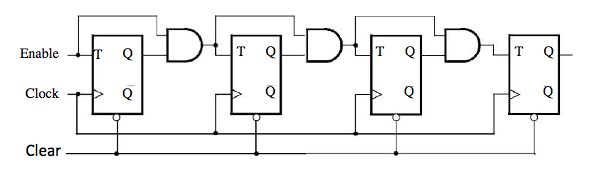 Enable T Q T Q T Q T Q
Clock Q̅ Q Q Q
Clear